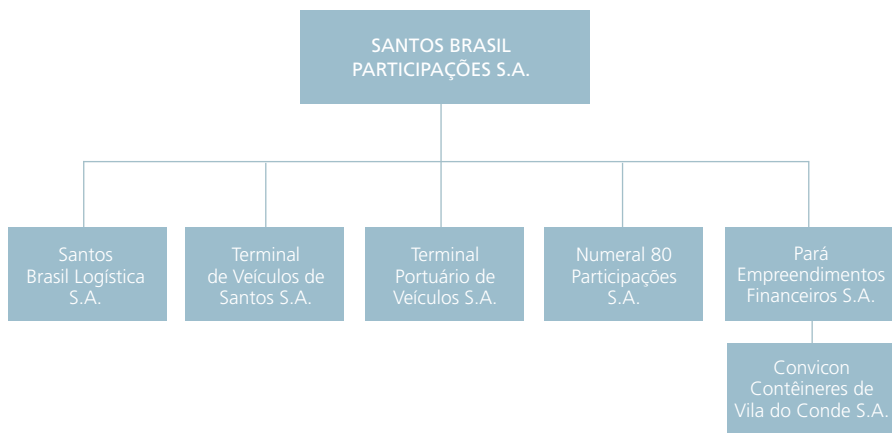 SANTOS BRASIL
PARTICIPAÇÕES S.A.
Santos
Brasil Logística
S.A.
Terminal
de Veículos de
Santos S.A.
Terminal
Portuário de
Veículos S.A.
Numeral 80
Participações
S.A.
Pará
Empreendimentos
Financeiros S.A.
Convicon
Contêineres de
Vila do Conde S.A.